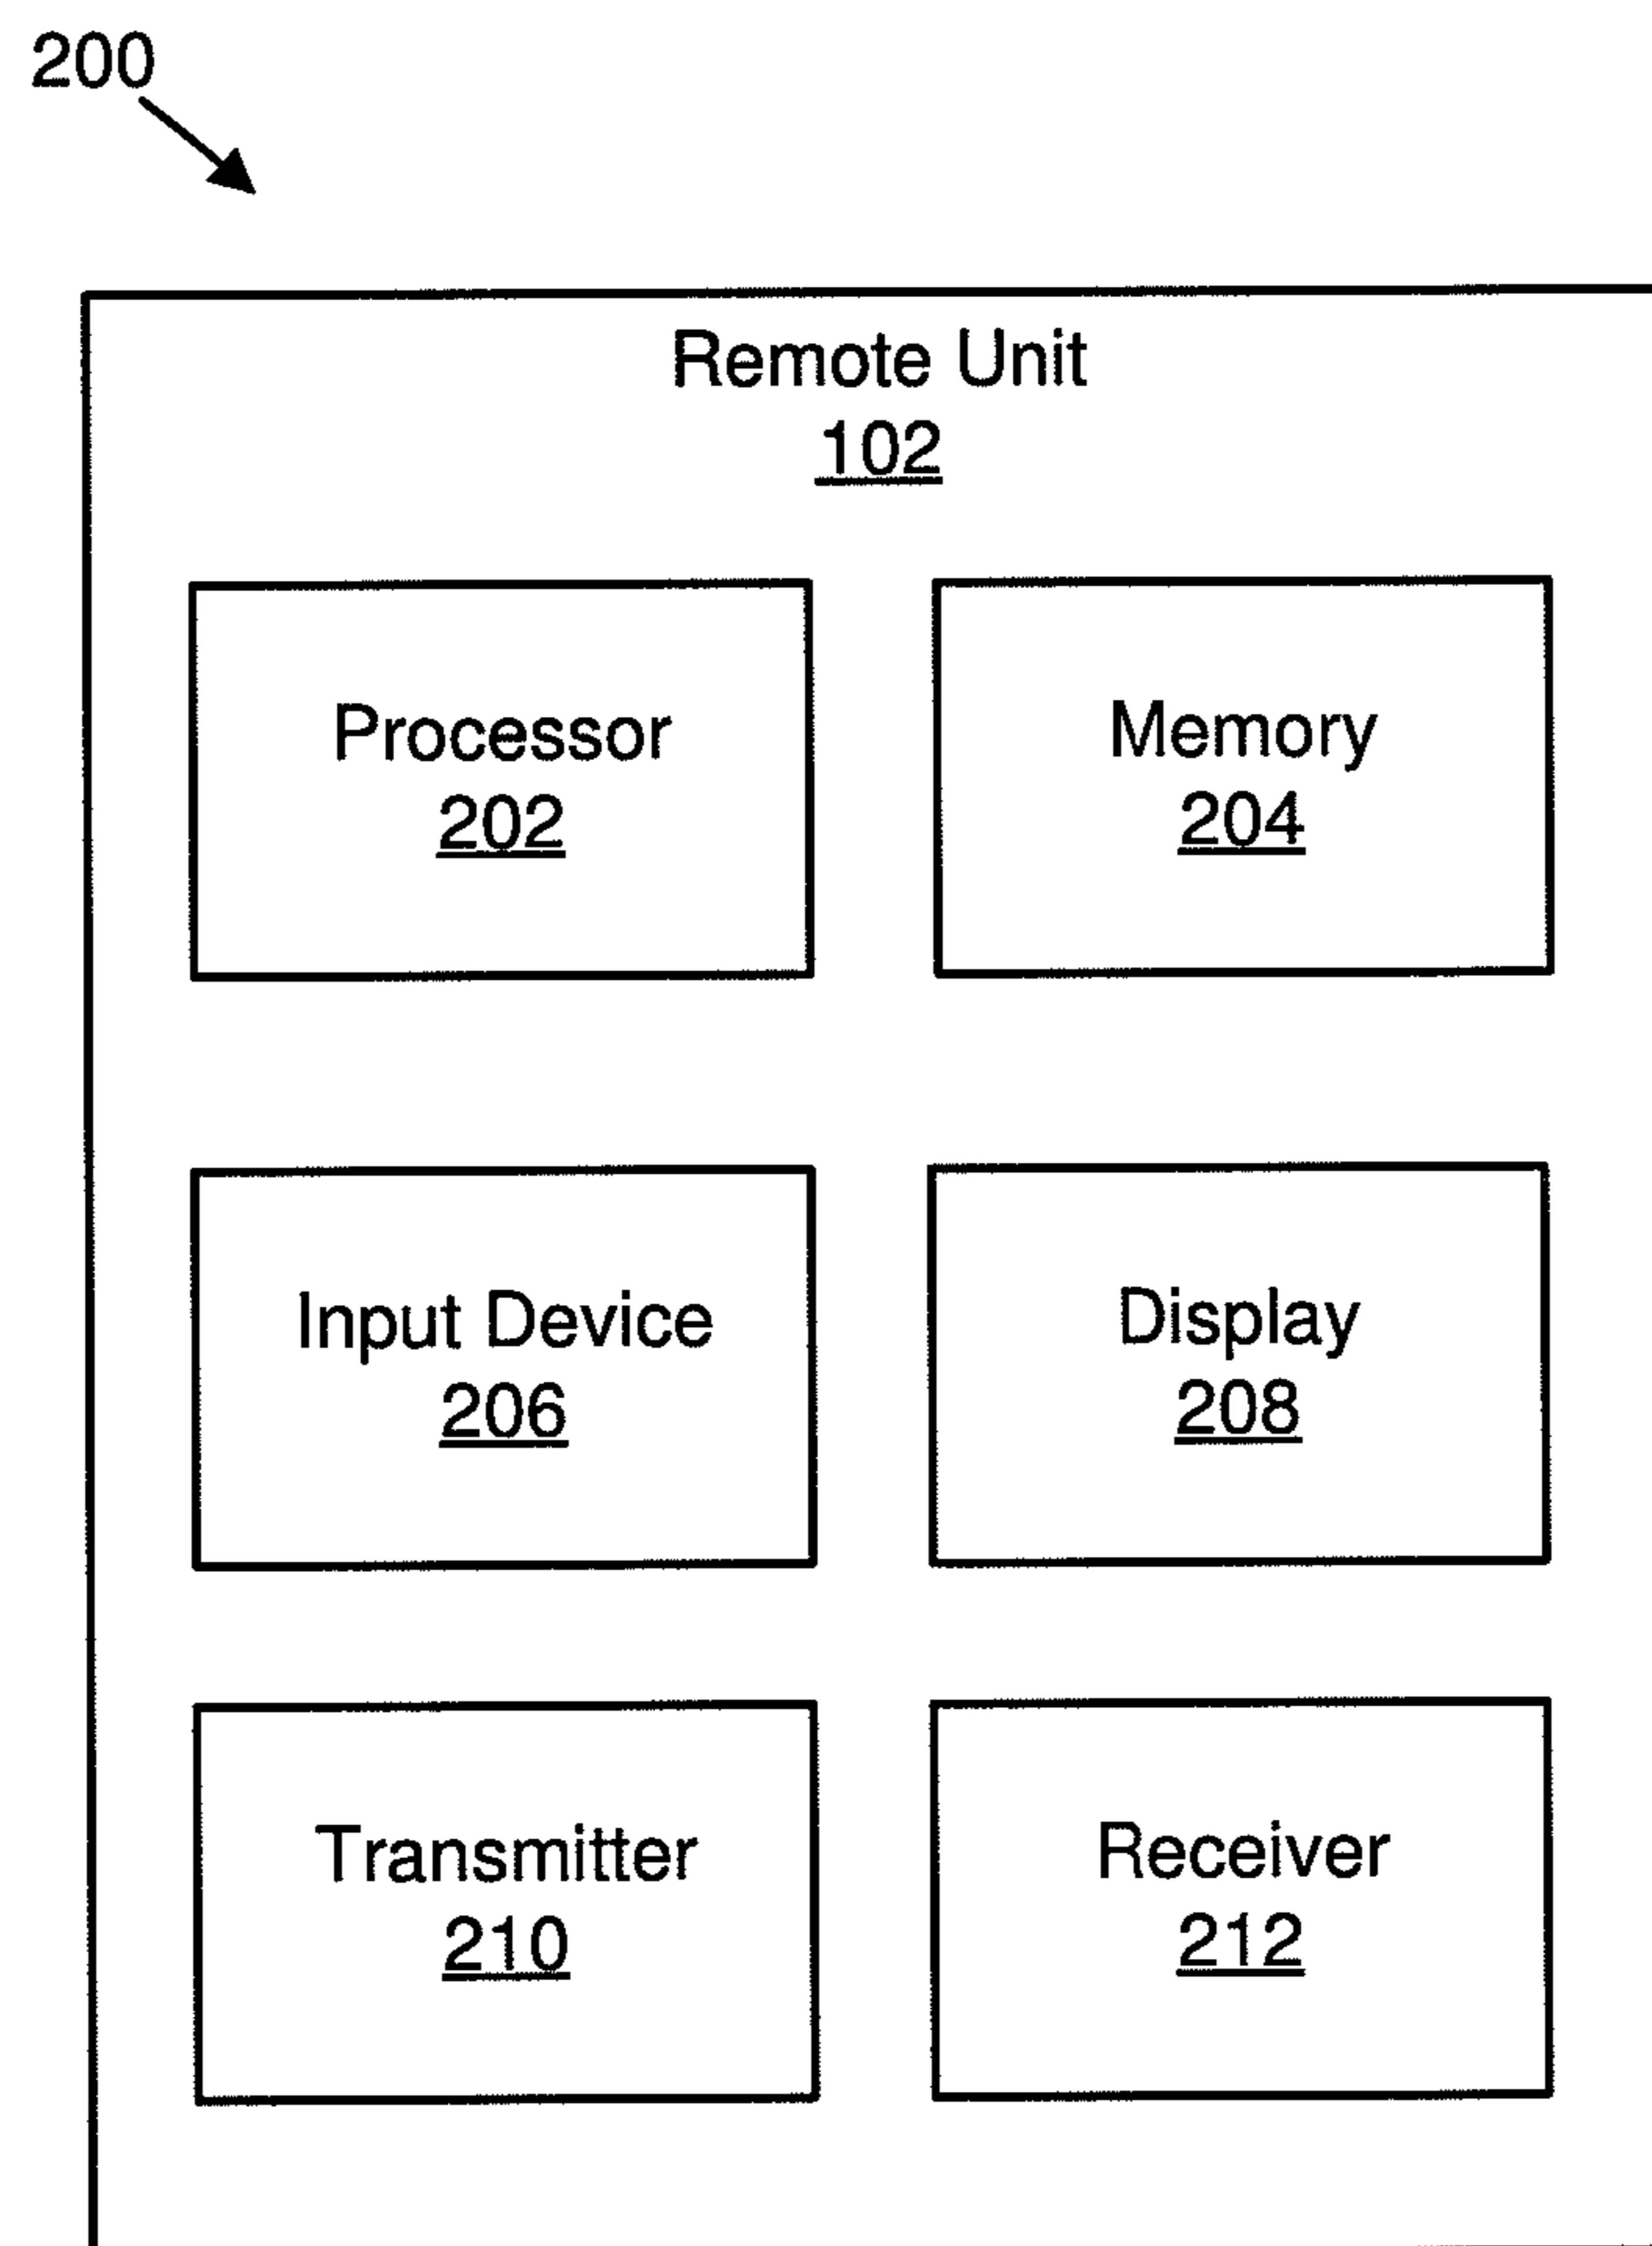 200
Remote Unit
102
Processor
202
Memory
204
Input Device
206
Display
208
Transmitter
210
Receiver
212